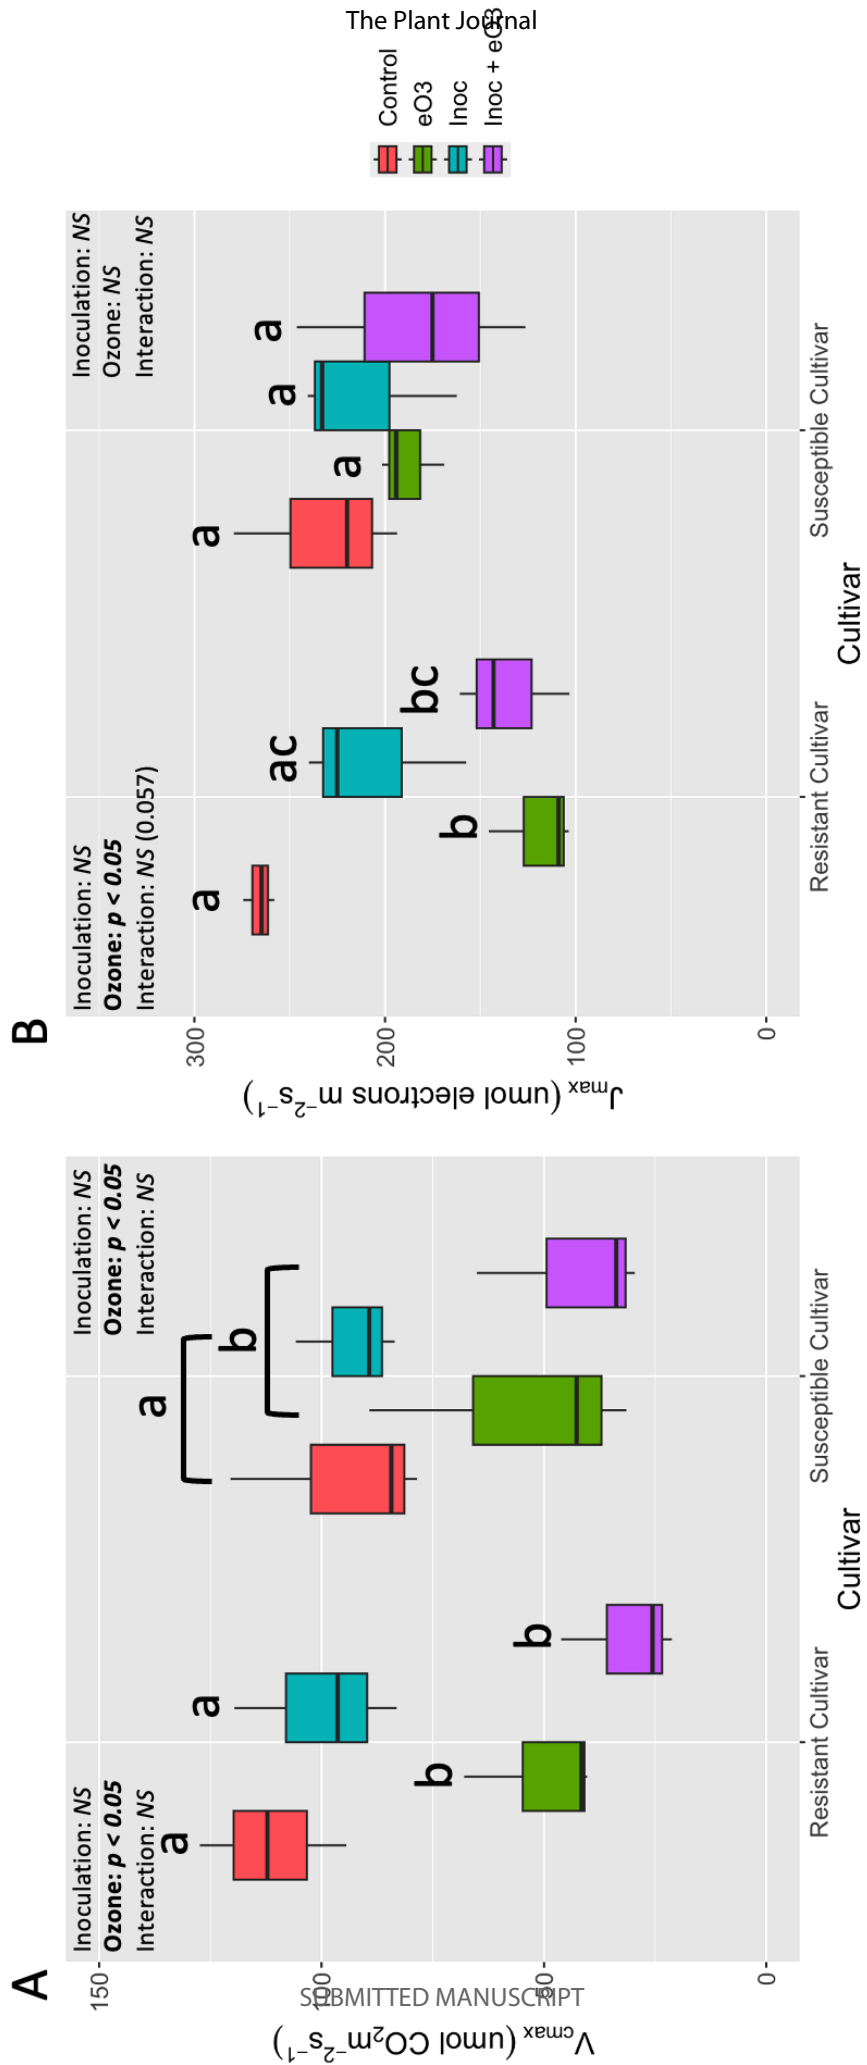 The Plant Journal
A
Inoculation: NS
Ozone: p < 0.05
Interaction: NS
Inoculation: NS
Ozone: p < 0.05
Interaction: NS
a
b
a
b
a
b
150
100
50
0
Vcmax (umol CO2m−2s−1)
Resistant Cultivar
Susceptible Cultivar
Cultivar
B
Inoculation: NS
Ozone: p < 0.05
Interaction: NS (0.057)
Inoculation: NS
Ozone: NS
Interaction: NS
a
b
ac
bc
a
a
a
a
300
200
100
0
Jmax (umol electrons m−2s−1)
Resistant Cultivar
Susceptible Cultivar
Cultivar
Control
eO3
Inoc
Inoc + eO3
SUBMITTED MANUSCRIPT